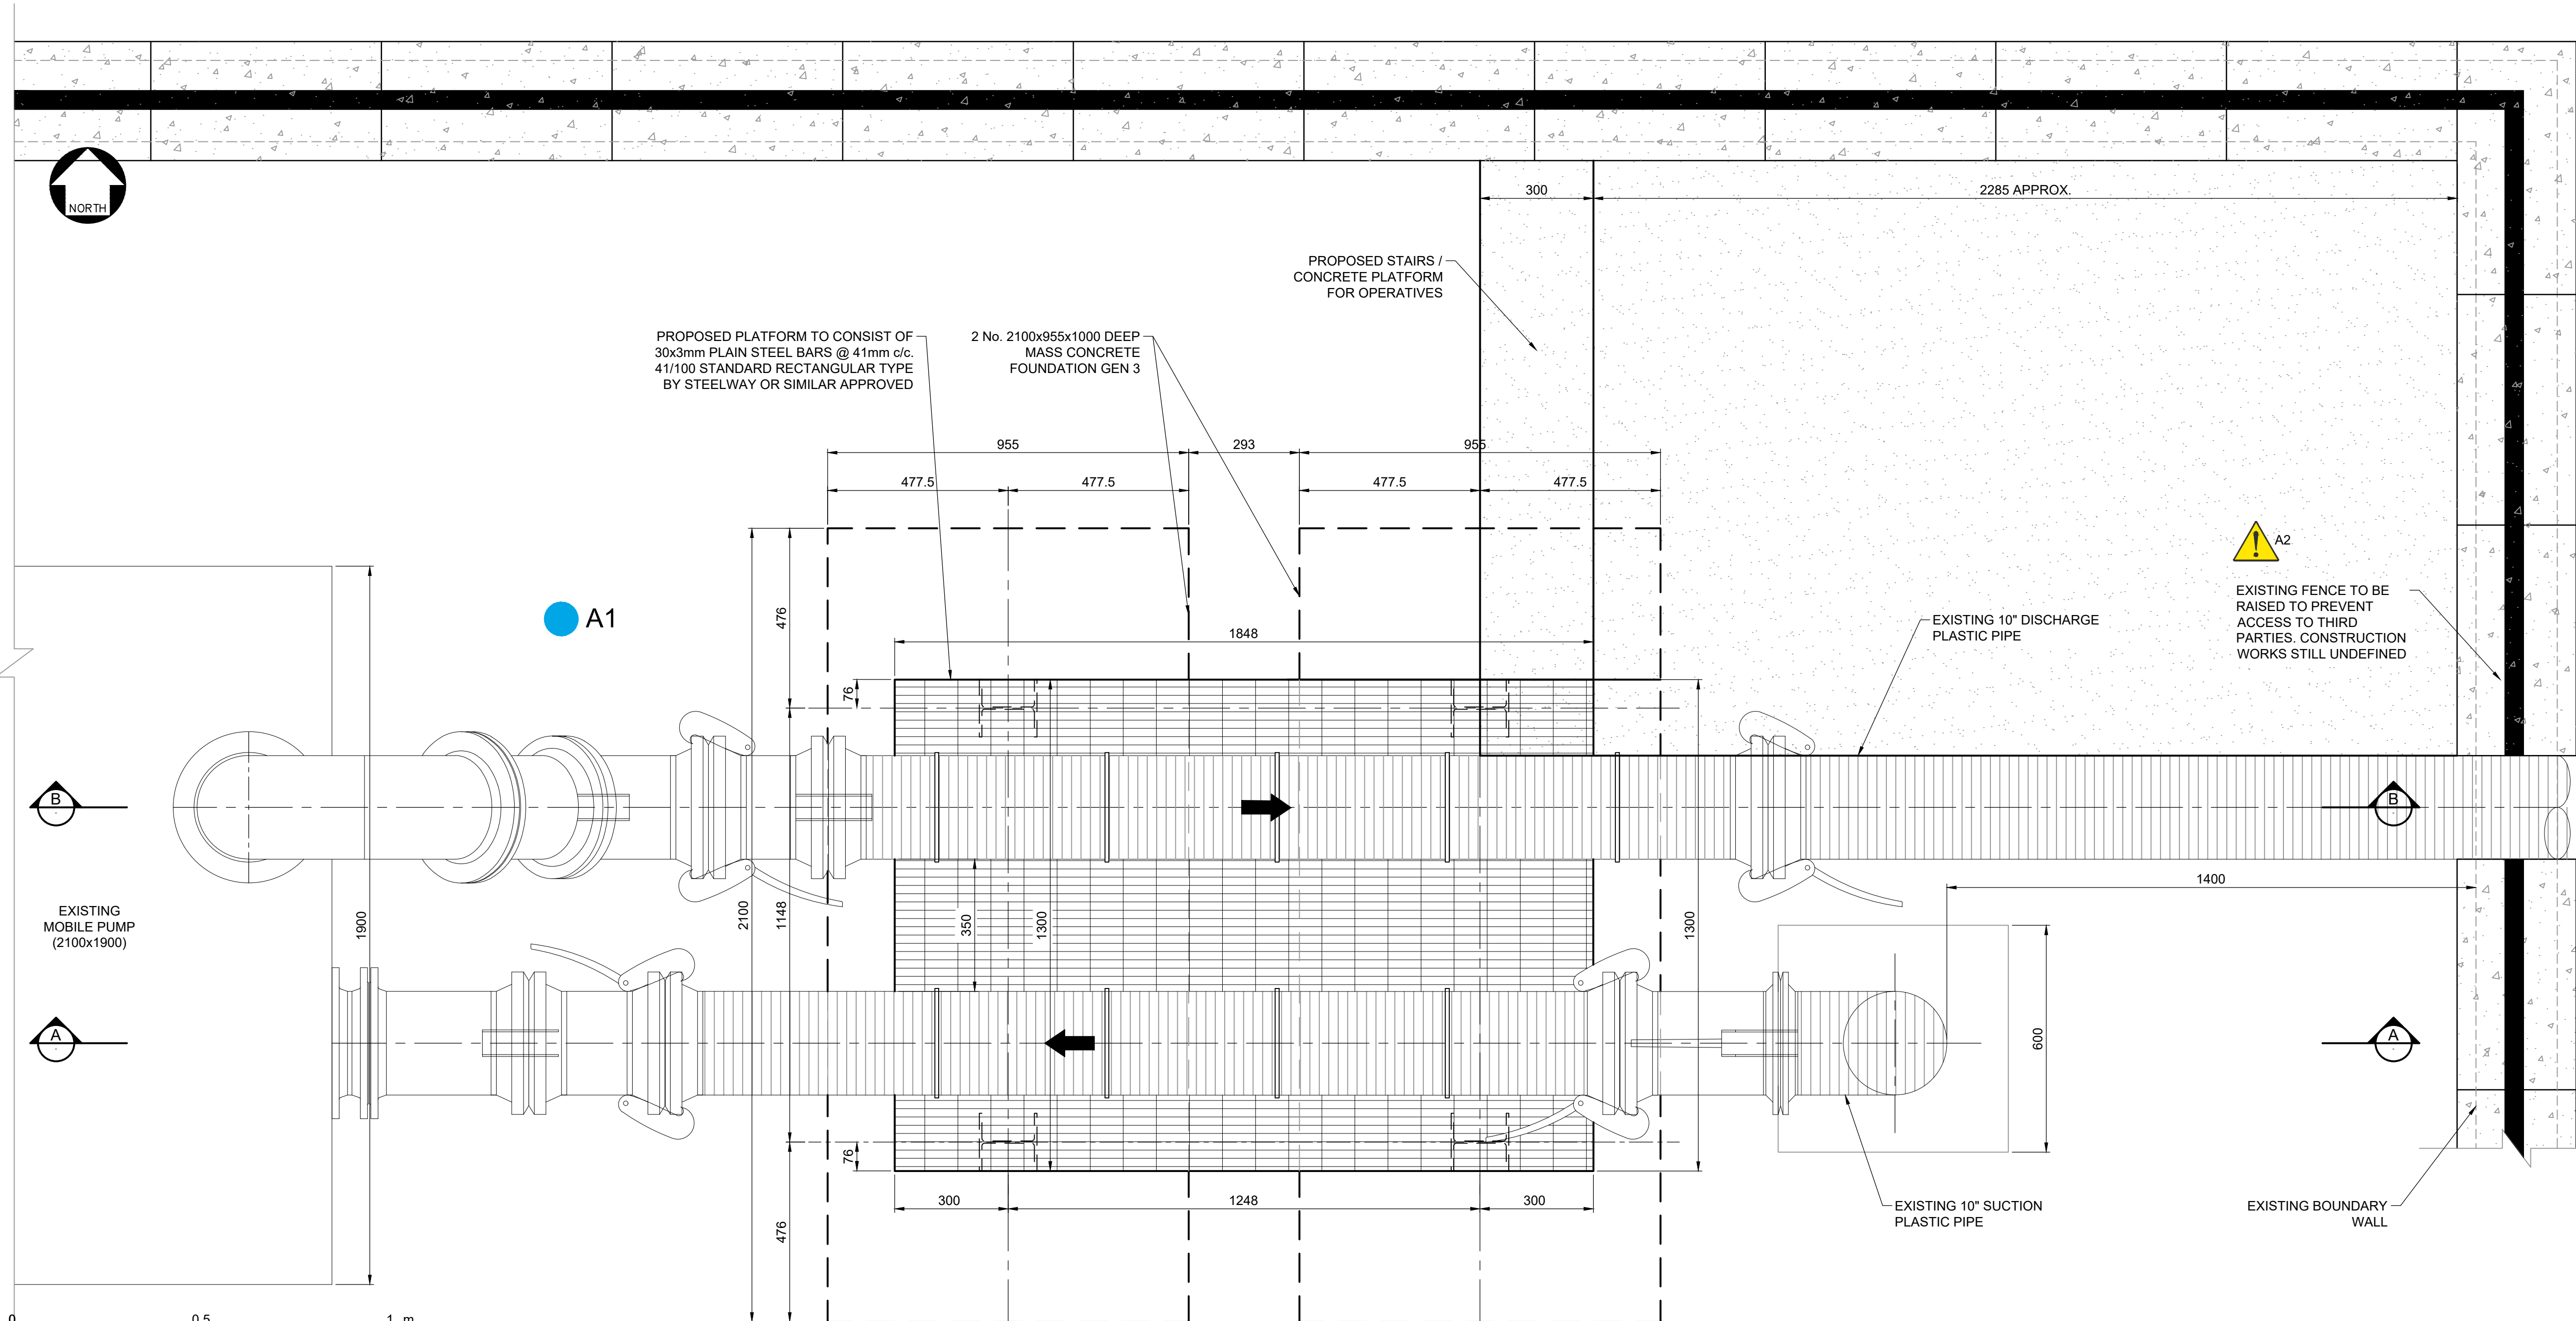 NORTH
300
2285 APPROX.
PROPOSED STAIRS /
CONCRETE PLATFORM
FOR OPERATIVES
PROPOSED PLATFORM TO CONSIST OF
30x3mm PLAIN STEEL BARS @ 41mm c/c.
41/100 STANDARD RECTANGULAR TYPE
BY STEELWAY OR SIMILAR APPROVED
2 No. 2100x955x1000 DEEP
MASS CONCRETE
FOUNDATION GEN 3
955
293
955
477.5
477.5
477.5
477.5
A2
EXISTING FENCE TO BE
RAISED TO PREVENT
ACCESS TO THIRD
PARTIES. CONSTRUCTION
WORKS STILL UNDEFINED
A1
476
1848
EXISTING 10" DISCHARGE
PLASTIC PIPE
76
B
B
1400
EXISTING
MOBILE PUMP
(2100x1900)
1900
2100
1148
350
1300
1300
A
600
A
76
300
1248
300
476
EXISTING 10" SUCTION
PLASTIC PIPE
EXISTING BOUNDARY
WALL
0
0.5
1 m